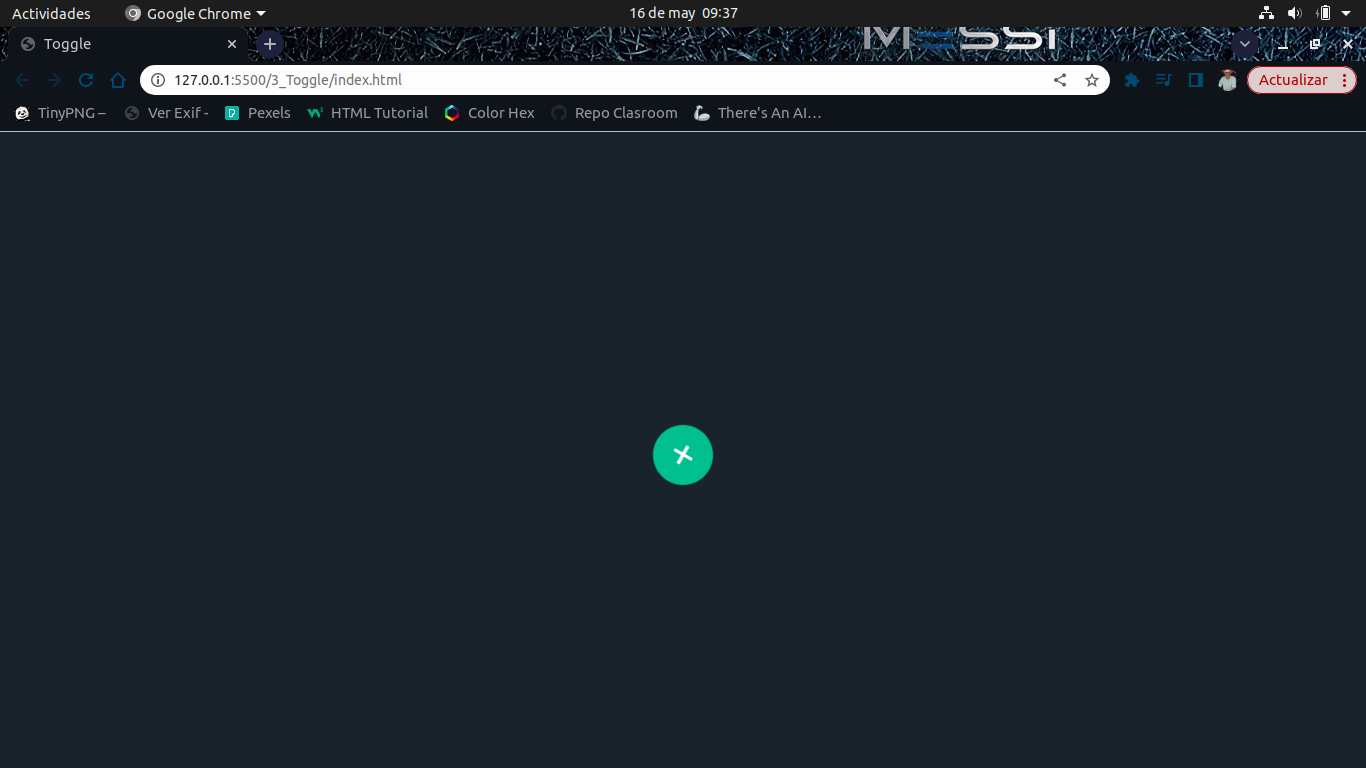 Actividades Google Chrome 16 de may 09:37
MESSI
Toggle
127.0.0.1:5500/3_Toggle/index.html Actualizar
TinyPNG – Ver Exif - Pexels HTML Tutorial Color Hex Repo Clasroom There's An AI...